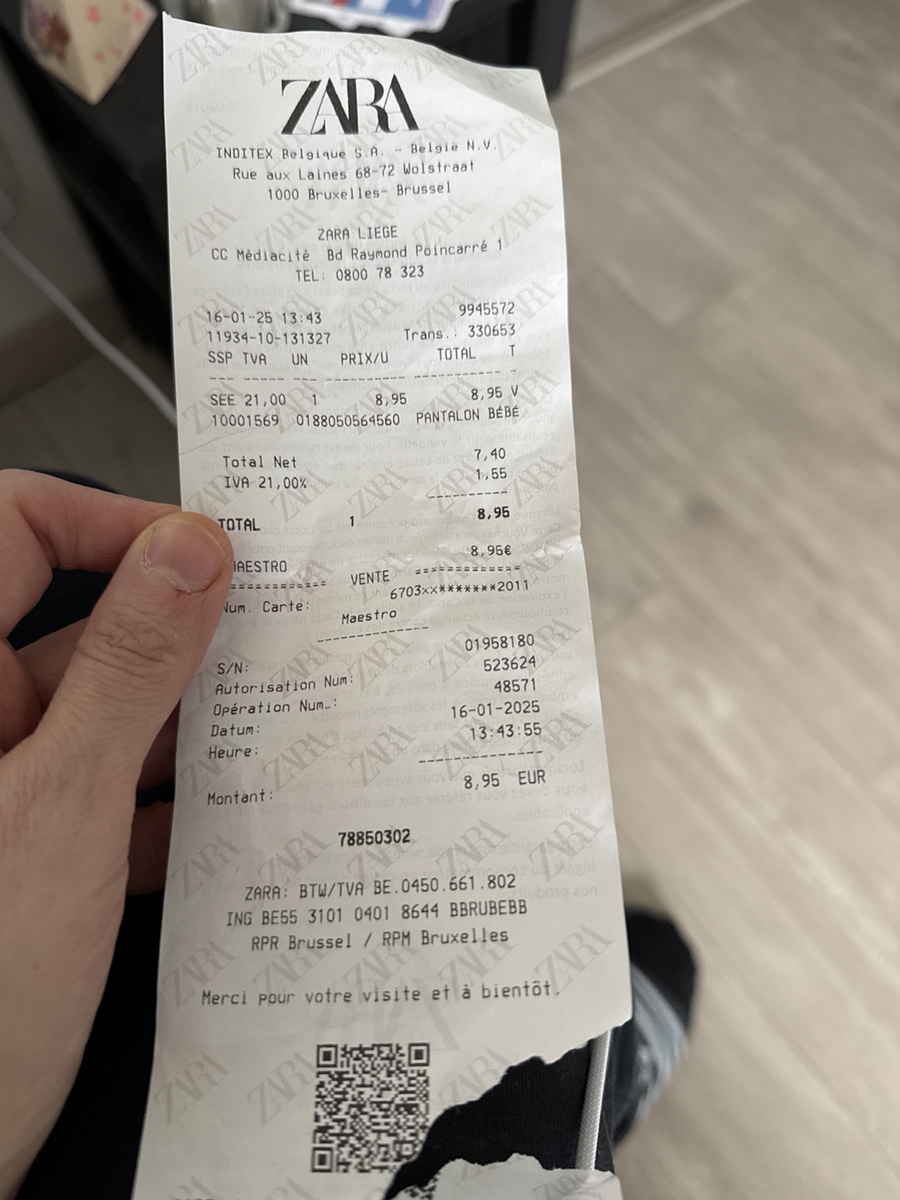 ZARA
INDITEX Belgique S.A. - Belgie N.V.
Rue aux Laines 68-72 Wolstraat
1000 Bruxelles- Brussel
ZARA LIEGE
CC Médiacité Bd Raymond Poincarré 1
TEL: 0800 78 323
16-01-25 13:43 9945572
11934-10-131327 Trans.: 330653
SSP TVA UN PRIX/U TOTAL T
SEE 21,00 1 8,95 8,95 V
10001569 0188050564560 PANTALON BÉBÉ
Total Net 7,40
IVA 21,00% 1,55
TOTAL 1 8,95
AESTRO 8,95€
VENTE
Num. Carte: 6703××*******2011
Maestro
S/N: 01958180
Autorisation Num: 523624
Opération Num.: 48571
Datum: 16-01-2025
Heure: 13:43:55
Montant: 8,95 EUR
78850302
ZARA: BTW/TVA BE.0450.661.802
ING BE55 3101 0401 8644 BBRUBEBB
RPR Brussel / RPM Bruxelles
Merci pour votre visite et à bientôt.